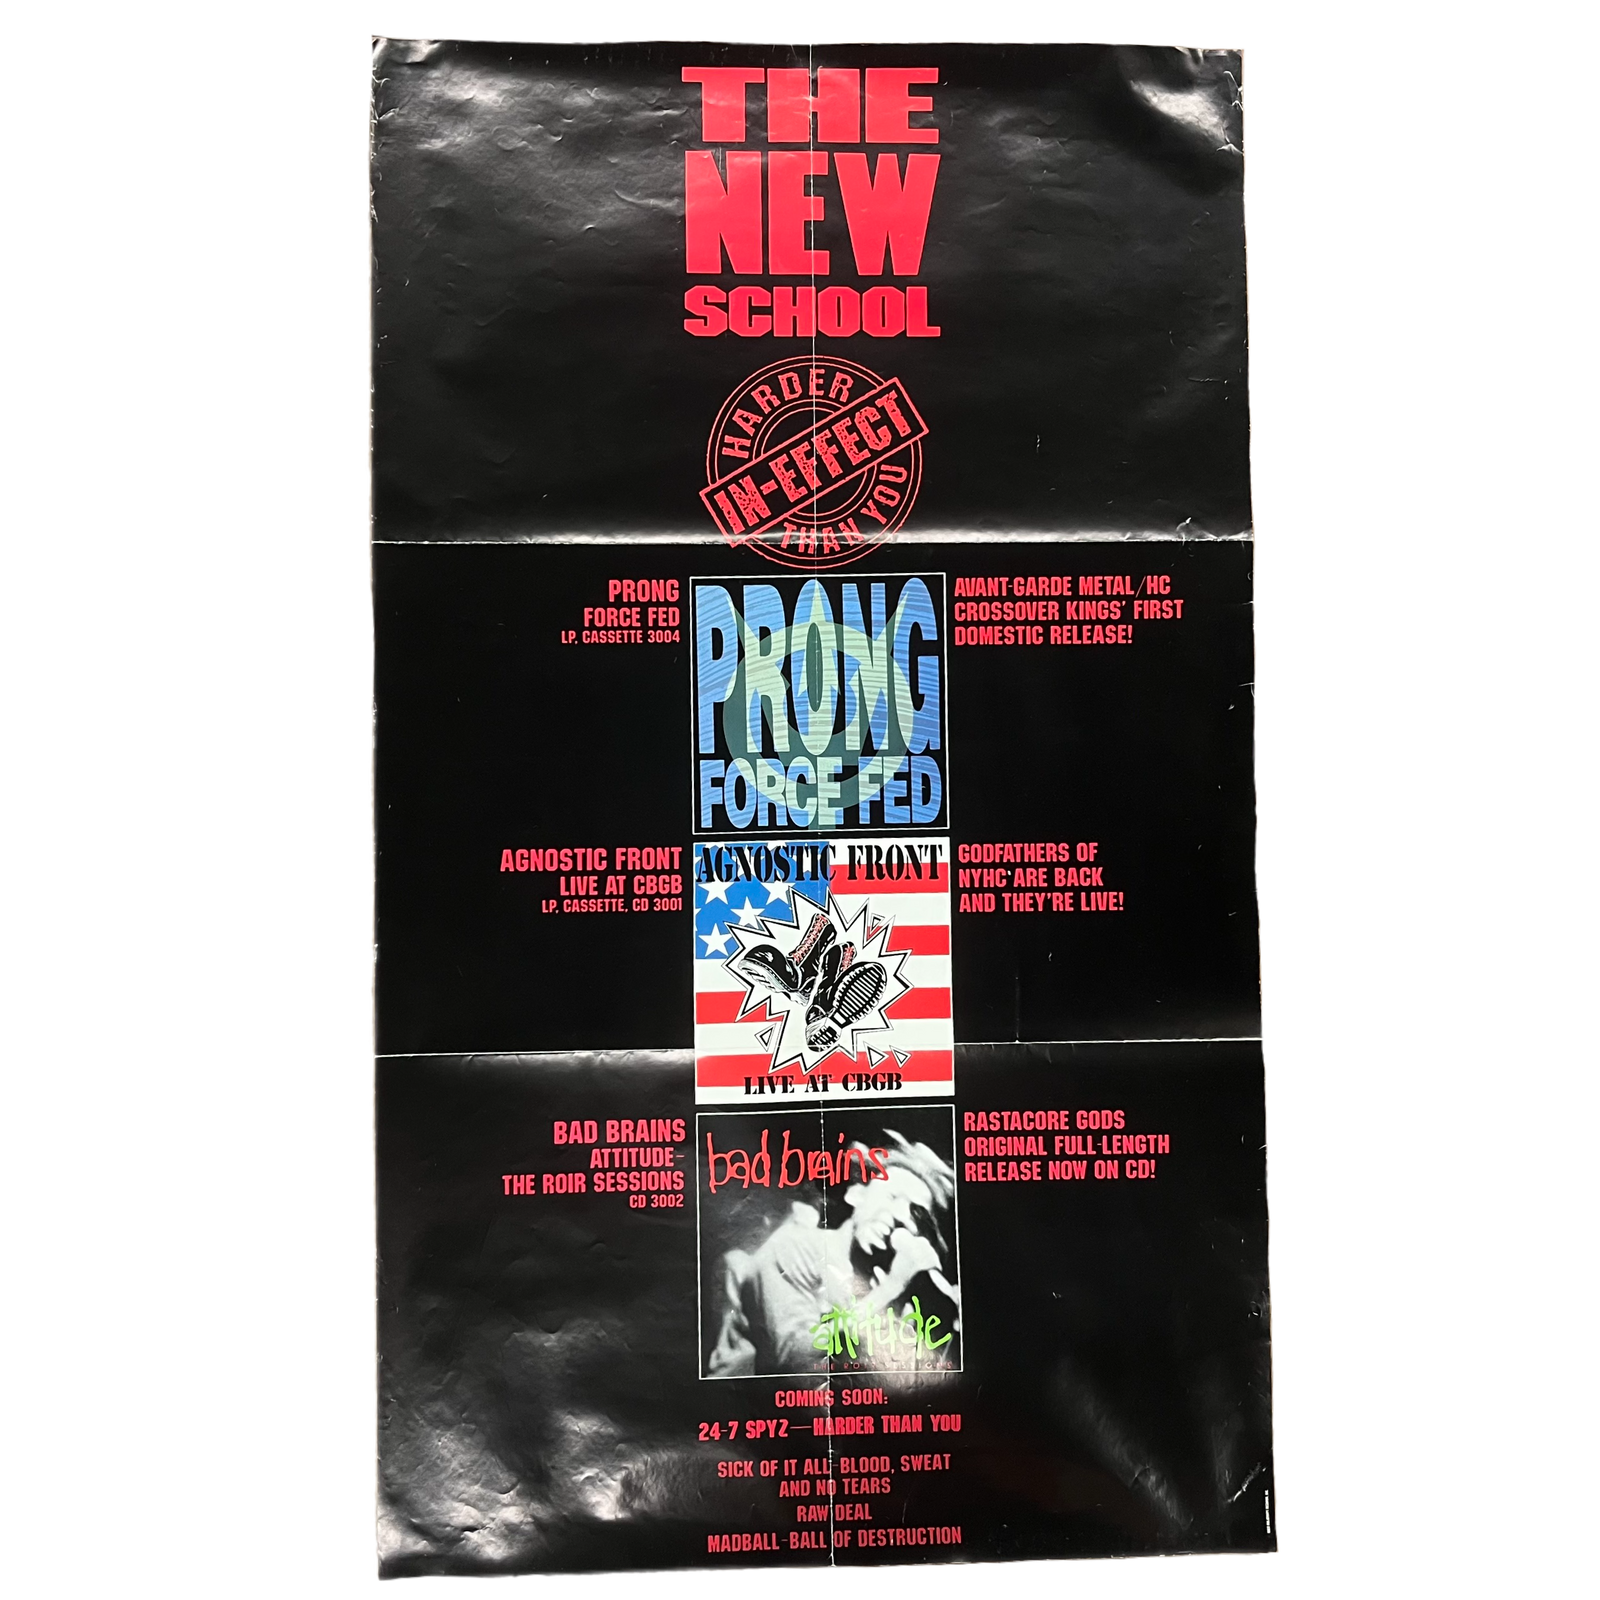 THE
NEW
SCHOOL
HARDER
IN-EFFECT
THAN YOU
PRONG
FORCE FED
LP, CASSETTE 3004
PRONG
FORCE FED
AVANT-GARDE METAL/HC
CROSSOVER KINGS' FIRST
DOMESTIC RELEASE!
AGNOSTIC FRONT
LIVE AT CBGB
LP, CASSETTE, CD 3001
AGNOSTIC FRONT
LIVE AT CBGB
GODFATHERS OF
NYHC ARE BACK
AND THEY'RE LIVE!
BAD BRAINS
ATTITUDE-
THE ROIR SESSIONS
CD 3002
bad brains
attitude
THE ROIR SESSIONS
RASTACORE GODS
ORIGINAL FULL-LENGTH
RELEASE NOW ON CD!
COMING SOON:
24-7 SPYZ—HARDER THAN YOU
SICK OF IT ALL-BLOOD, SWEAT
AND NO TEARS
RAW DEAL
MADBALL-BALL OF DESTRUCTION